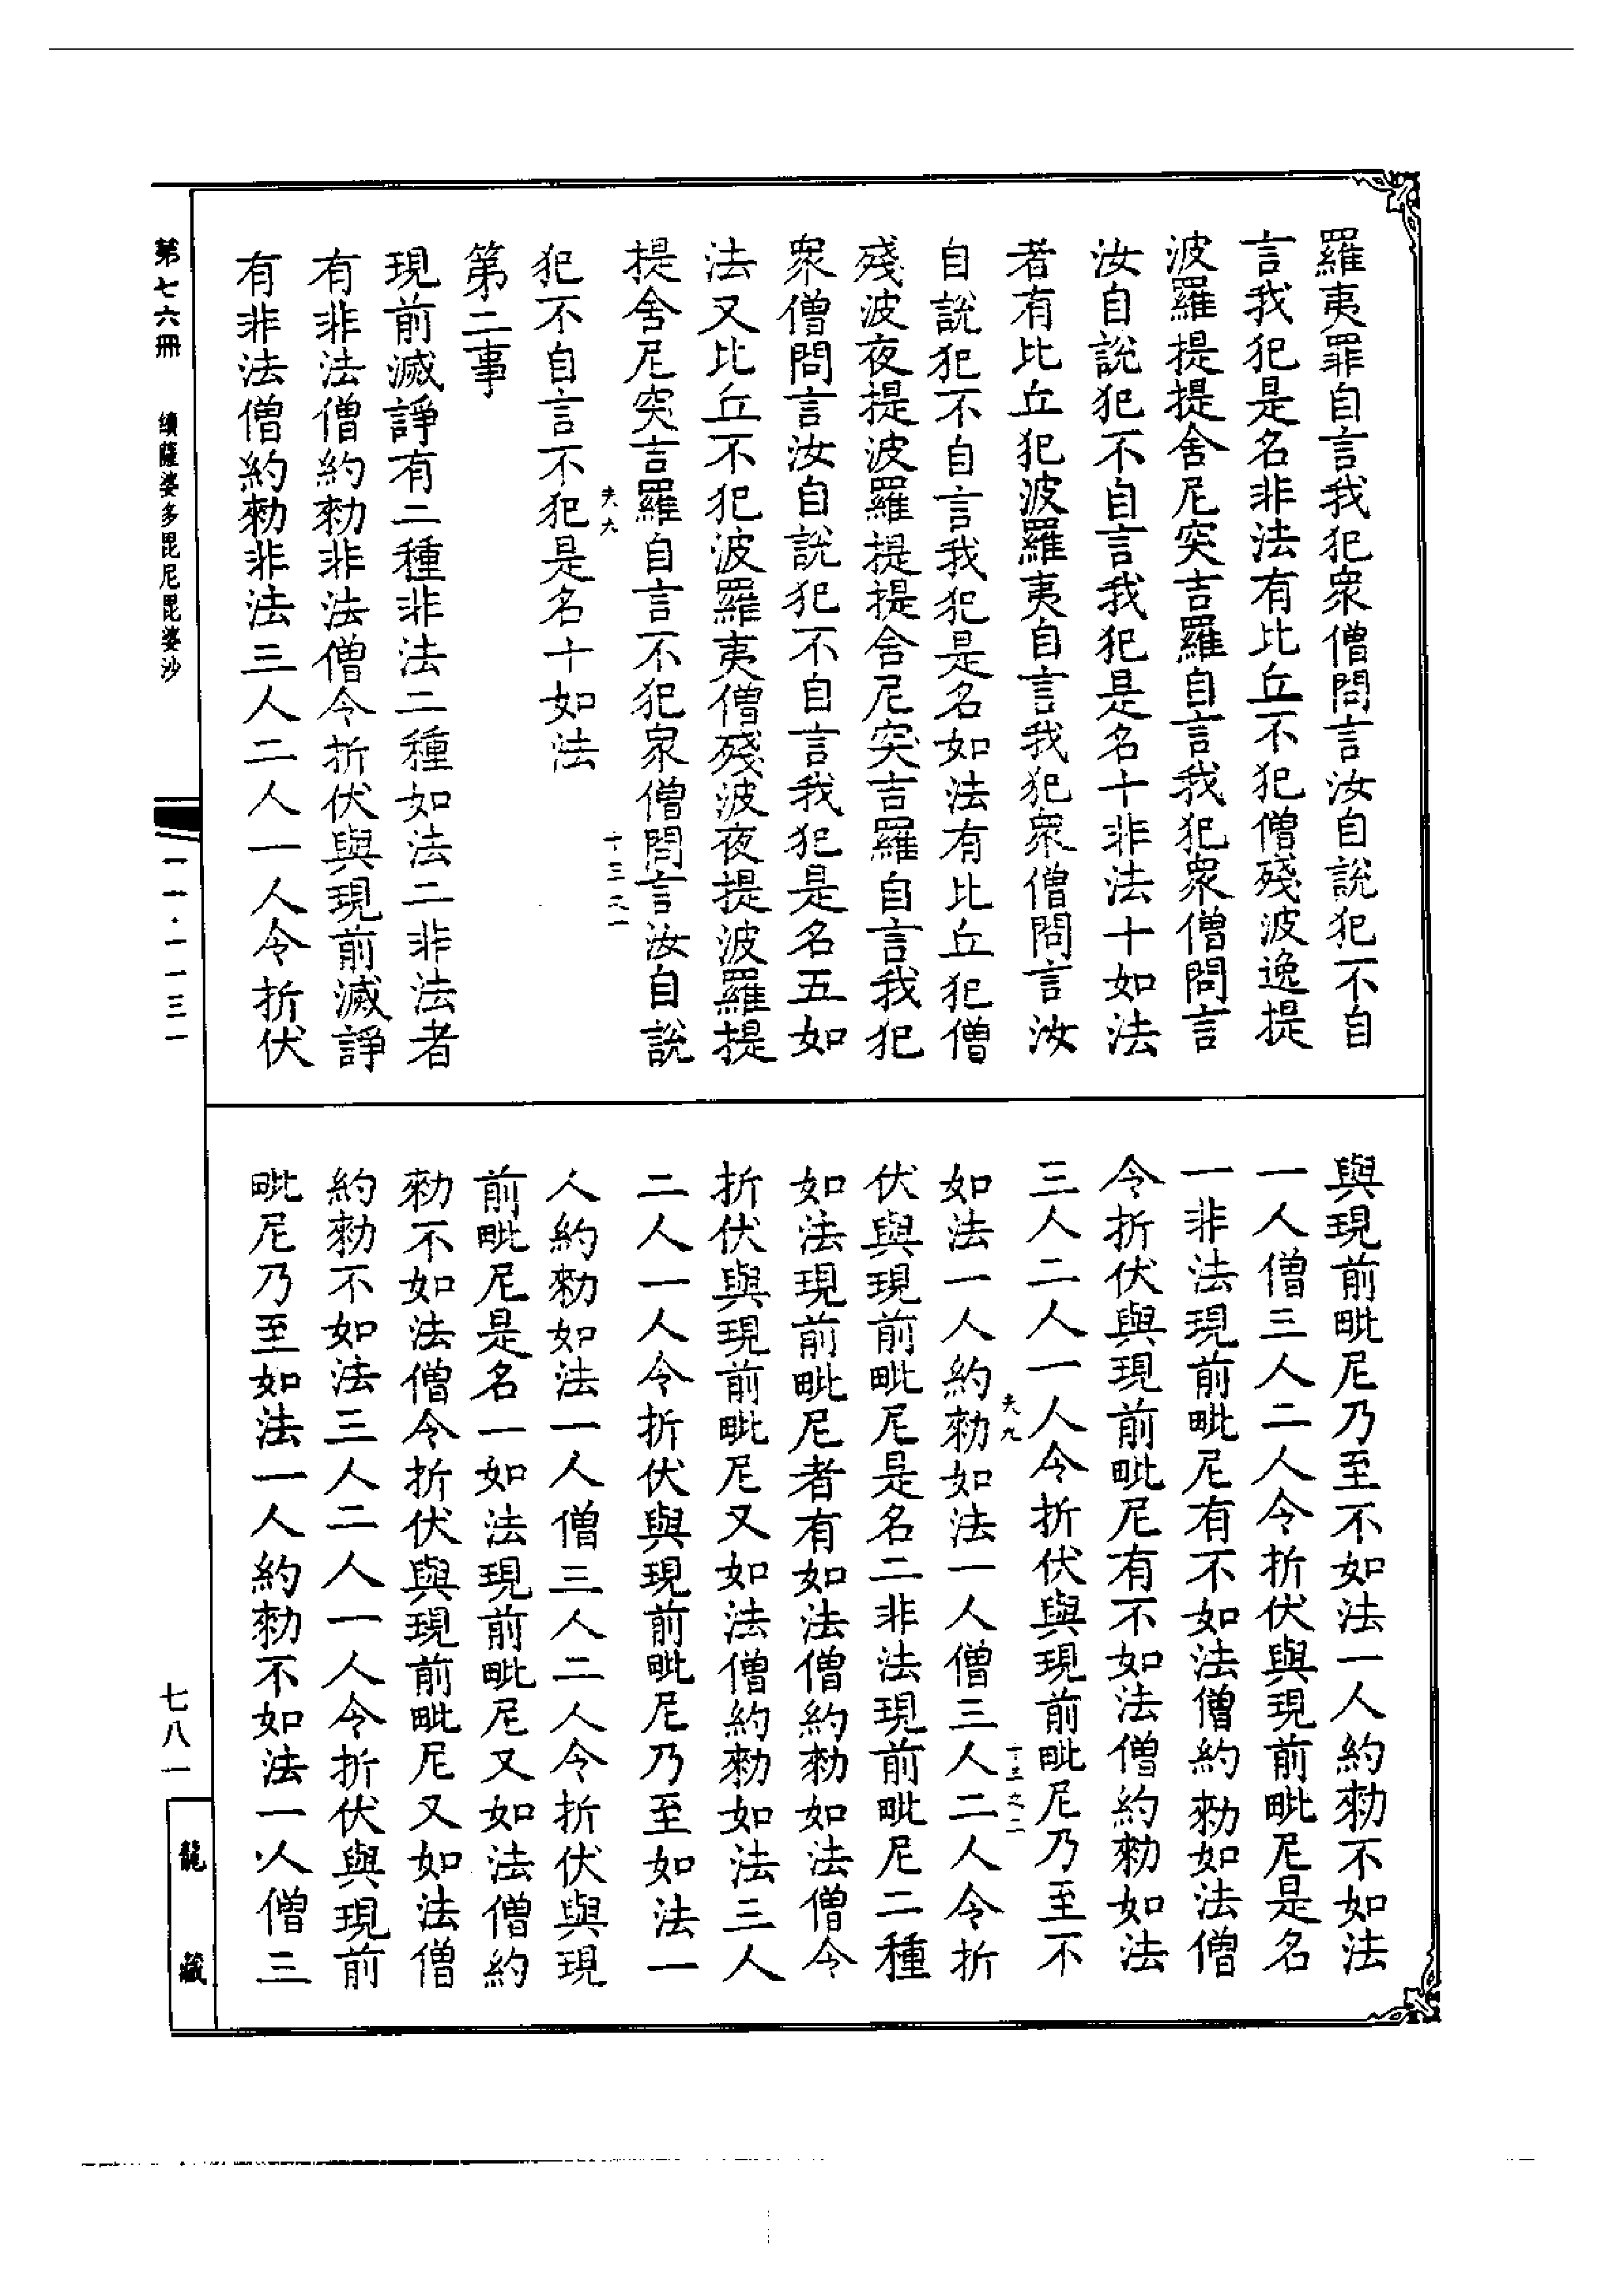 羅夷罪自言我犯衆僧問言汝自說犯不自
言我犯是名非法有比丘不犯僧殘波逸提
波羅提提舍尼突吉羅自言我犯衆僧問言
汝自說犯不自言我犯是名十非法十如法
者有比丘犯波羅夷自言我犯衆僧問言汝
自說犯不自言我犯是名如法有比丘犯僧
殘波夜提波羅提提舍尼突吉羅自言我犯
衆僧問言汝自說犯不自言我犯是名五如
法又比丘不犯波羅夷僧殘波夜提波羅提
提舍尼突吉羅自言不犯衆僧問言汝自說
夫六 十三之一
犯不自言不犯是名十如法
第二事
現前滅諍有二種非法二種如法二非法者
有非法僧約勑非法僧令折伏與現前滅諍
有非法僧約勑非法三人二人一人令折伏
與現前毗尼乃至不如法一人約勑不如法
一人僧三人二人令折伏與現前毗尼是名
一非法現前毗尼有不如法僧約勑如法僧
令折伏與現前毗尼有不如法僧約勑如法
三人二人一人令折伏與現前毗尼乃至不
夫九 十三之二
如法一人約勑如法一人僧三人二人令折
伏與現前毗尼是名二非法現前毗尼二種
如法現前毗尼者有如法僧約勑如法僧令
折伏與現前毗尼又如法僧約勑如法三人
二人一人令折伏與現前毗尼乃至如法一
人約勑如法一人僧三人二人令折伏與現
前毗尼是名一如法現前毗尼又如法僧約
勑不如法僧令折伏與現前毗尼又如法僧
約勑不如法三人二人一人令折伏與現前
毗尼乃至如法一人約勑不如法一人僧三
第七六冊 續薩婆多毘尼毘婆沙
一一·一一三一
七八一
龍藏